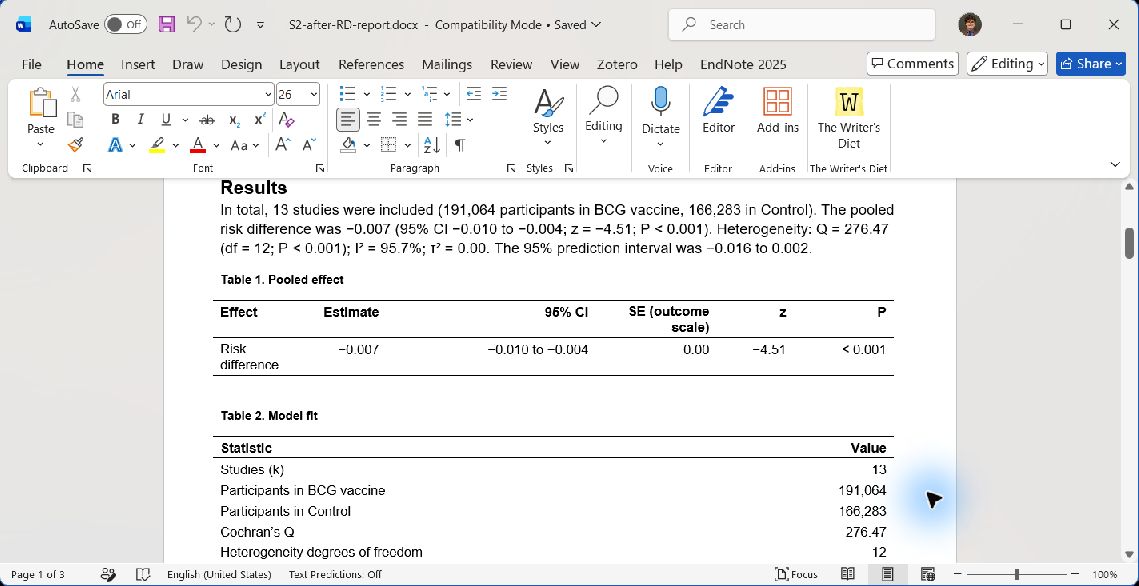 AutoSave Off S2-after-RD-report.docx - Compatibility Mode • Saved Search
File Home Insert Draw Design Layout References Mailings Review View Zotero Help EndNote 2025 Comments Editing Share
Arial 26
Paste Styles Editing Dictate Editor Add-ins The Writer's Dict
Clipboard Font Paragraph Styles Voice Editor Add-ins The Writer's Dict
Results
In total, 13 studies were included (191,064 participants in BCG vaccine, 166,283 in Control). The pooled
risk difference was −0.007 (95% CI −0.010 to −0.004; z = −4.51; P < 0.001). Heterogeneity: Q = 276.47
(df = 12; P < 0.001); I² = 95.7%; τ² = 0.00. The 95% prediction interval was −0.016 to 0.002.
Table 1. Pooled effect
Effect Estimate 95% CI SE (outcome scale) z P
Risk difference −0.007 −0.010 to −0.004 0.00 −4.51 < 0.001
Table 2. Model fit
Statistic Value
Studies (k) 13
Participants in BCG vaccine 191,064
Participants in Control 166,283
Cochran's Q 276.47
Heterogeneity degrees of freedom 12
Page 1 of 3 English (United States) Text Predictions: Off Focus 100%